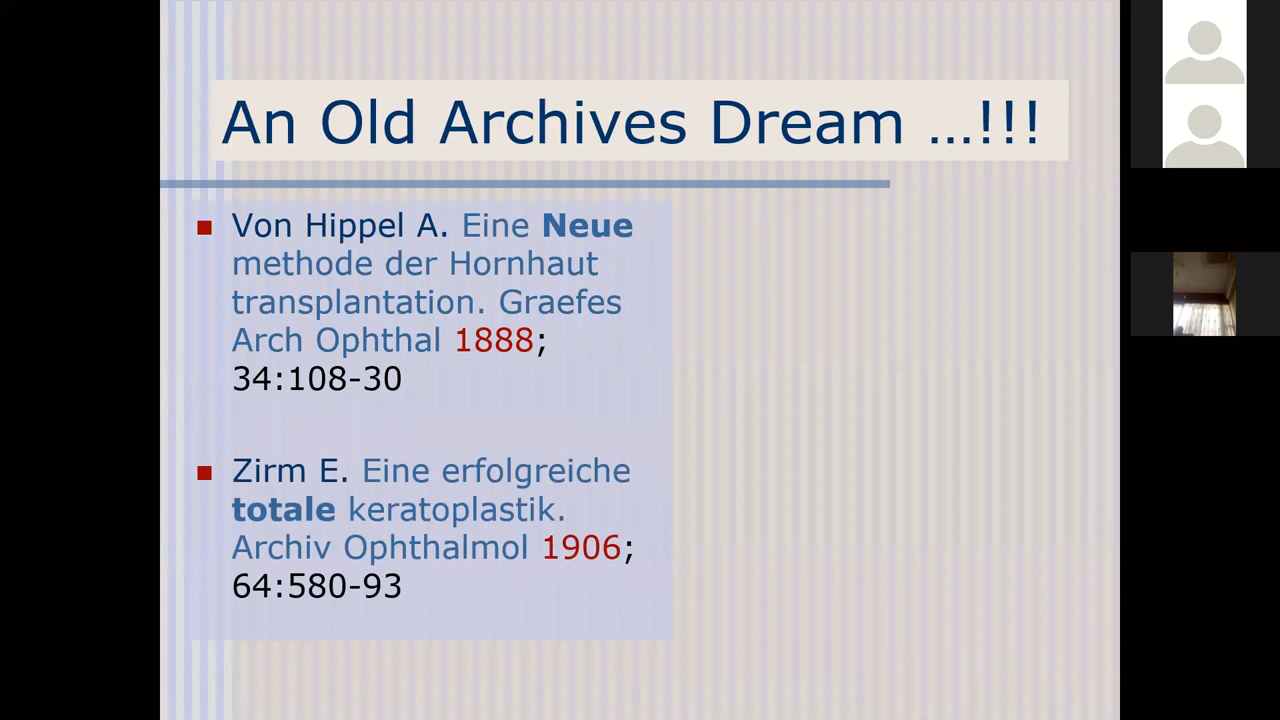 An Old Archives Dream …!!!
Von Hippel A. Eine Neue
methode der Hornhaut
transplantation. Graefes
Arch Ophthal 1888;
34:108-30
Zirm E. Eine erfolgreiche
totale keratoplastik.
Archiv Ophthalmol 1906;
64:580-93